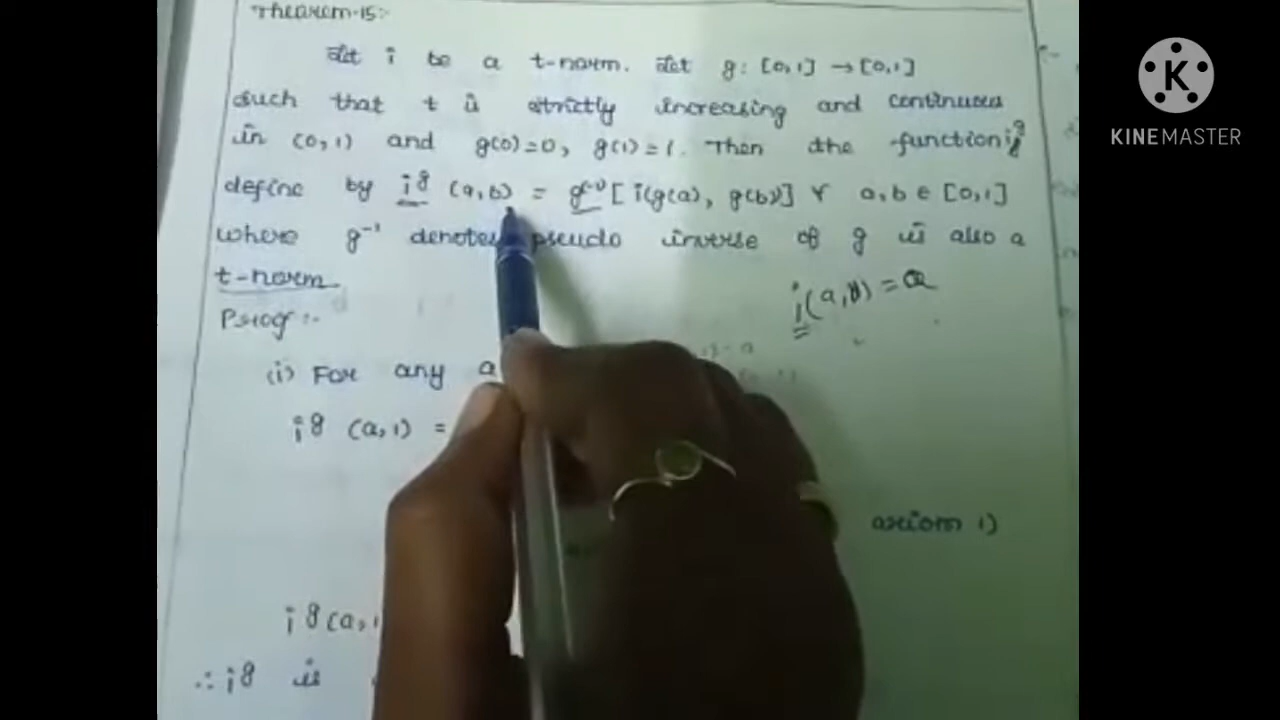 Theorem-15:-
Let i be a t-norm. Let g: [0,1] → [0,1]
such that t is strictly increasing and continuous
in (0,1) and g(0)=0, g(1)=1. Then the function i^g
define by i^g (a,b) = g^(-1) [i(g(a), g(b))] ∀ a,b ∈ [0,1]
where g^-1 denotes pseudo inverse of g is also a
t-norm.
i(a,1) = a
Proof:-
(i) For any a
i^g (a,1) =
axiom 1)
i^g(a,1
∴ i^g is
K
KINEMASTER